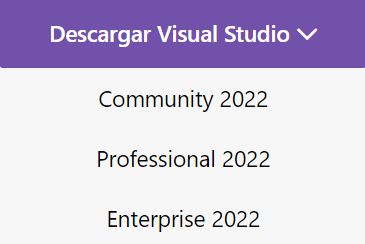 Descargar Visual Studio
Community 2022
Professional 2022
Enterprise 2022